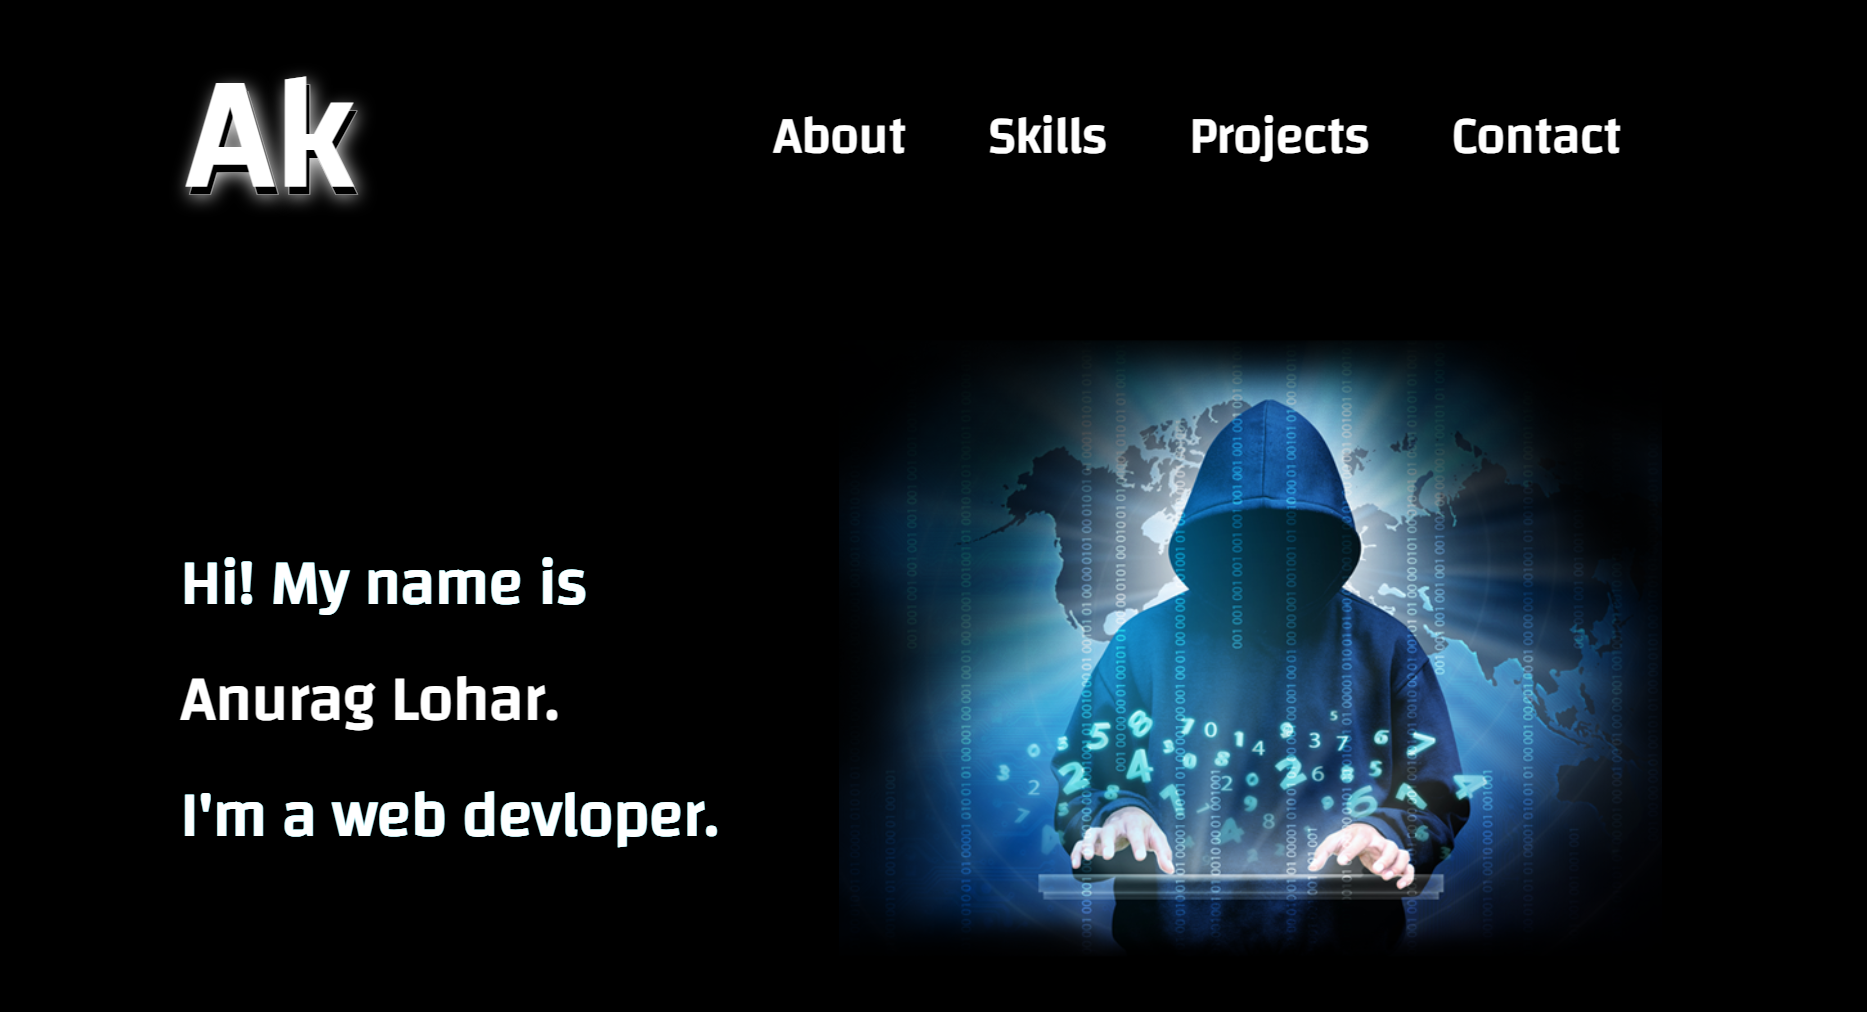 Ak
About Skills Projects Contact
Hi! My name is
Anurag Lohar.
I'm a web devloper.